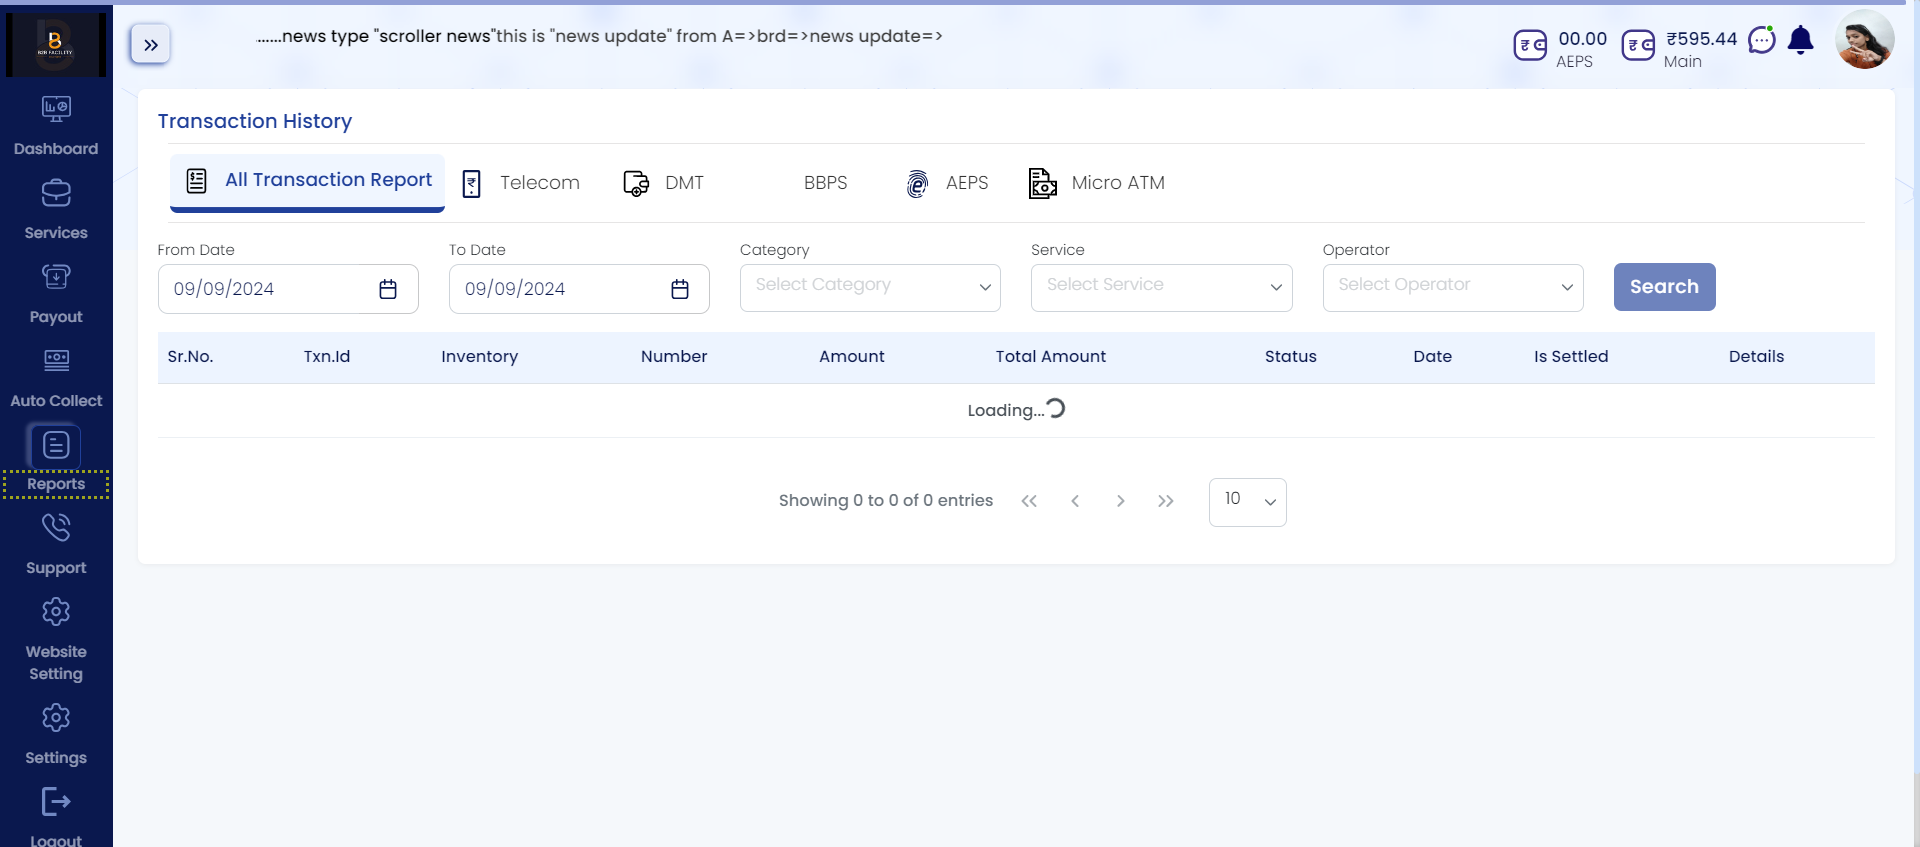 B2B FACILITY
.......news type "scroller news"this is "news update" from A=>brd=>news update=>
00.00
AEPS
₹595.44
Main
Dashboard
Services
Payout
Auto Collect
Reports
Support
Website
Setting
Settings
Logout
Transaction History
All Transaction Report
Telecom
DMT
BBPS
AEPS
Micro ATM
From Date
To Date
Category
Service
Operator
09/09/2024
09/09/2024
Select Category
Select Service
Select Operator
Search
Sr.No. Txn.Id Inventory Number Amount Total Amount Status Date Is Settled Details
Loading...
Showing 0 to 0 of 0 entries
10